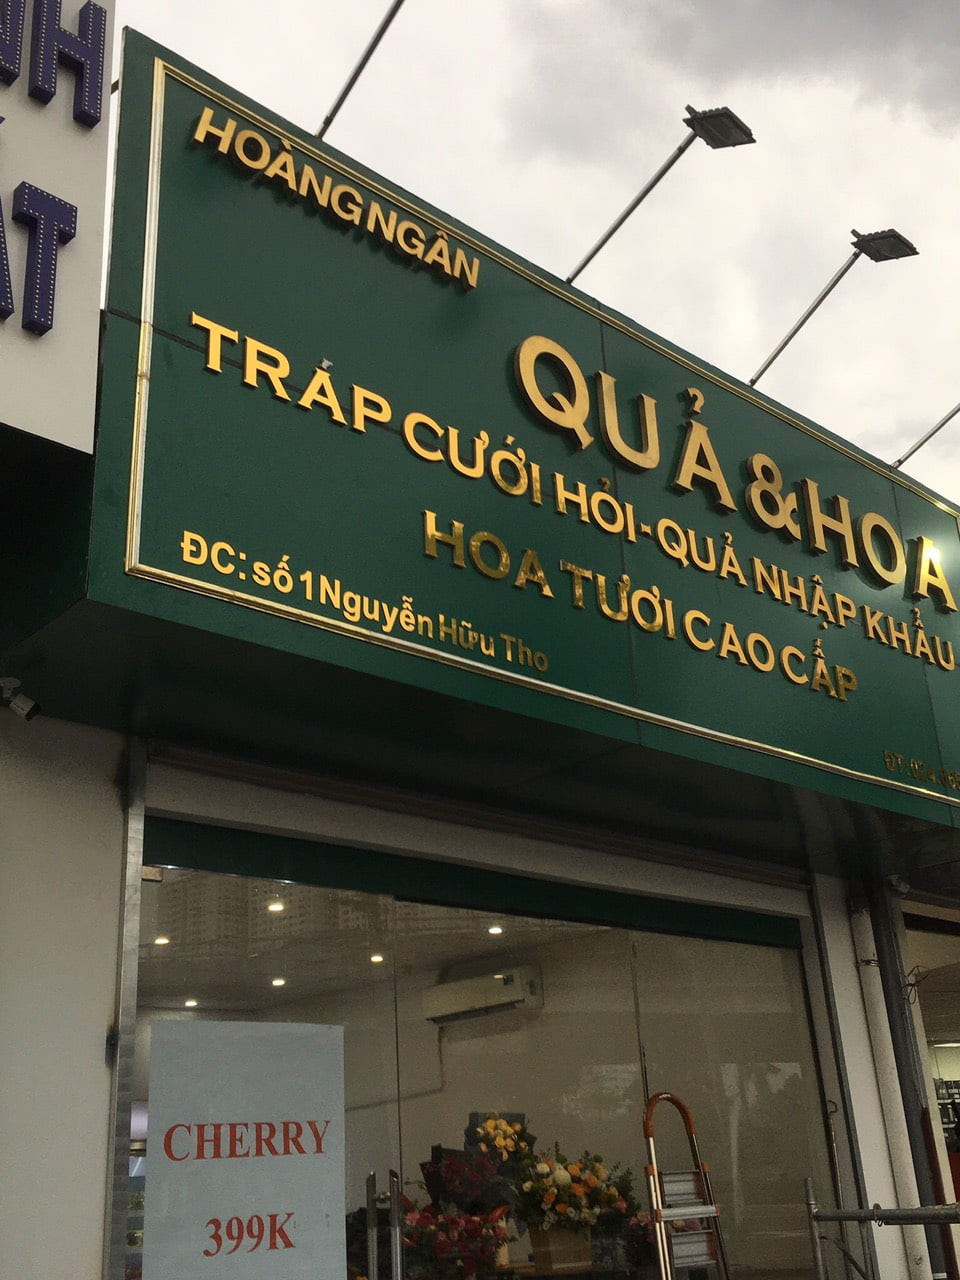 HOÀNG NGÂN
QUẢ & HOA
TRÁP CƯỚI HỎI - QUẢ NHẬP KHẨU
HOA TƯƠI CAO CẤP
ĐC: số 1 Nguyễn Hữu Tho
ĐT:
CHERRY
399K